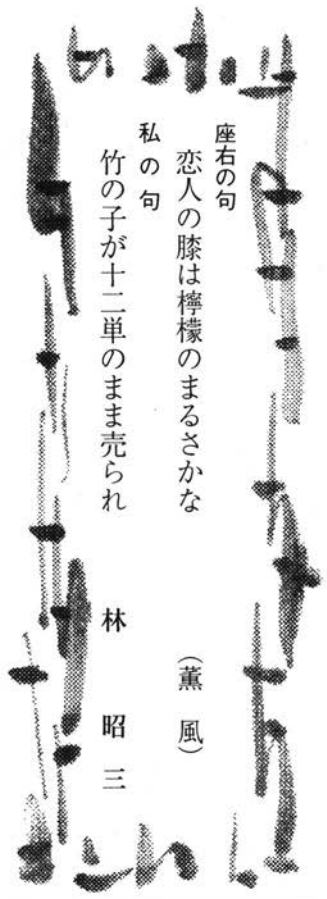 座右の句
恋人の膝は檸檬のまるさかな
（薫風）
私の句
竹の子が十二単のまま売られ
林昭三